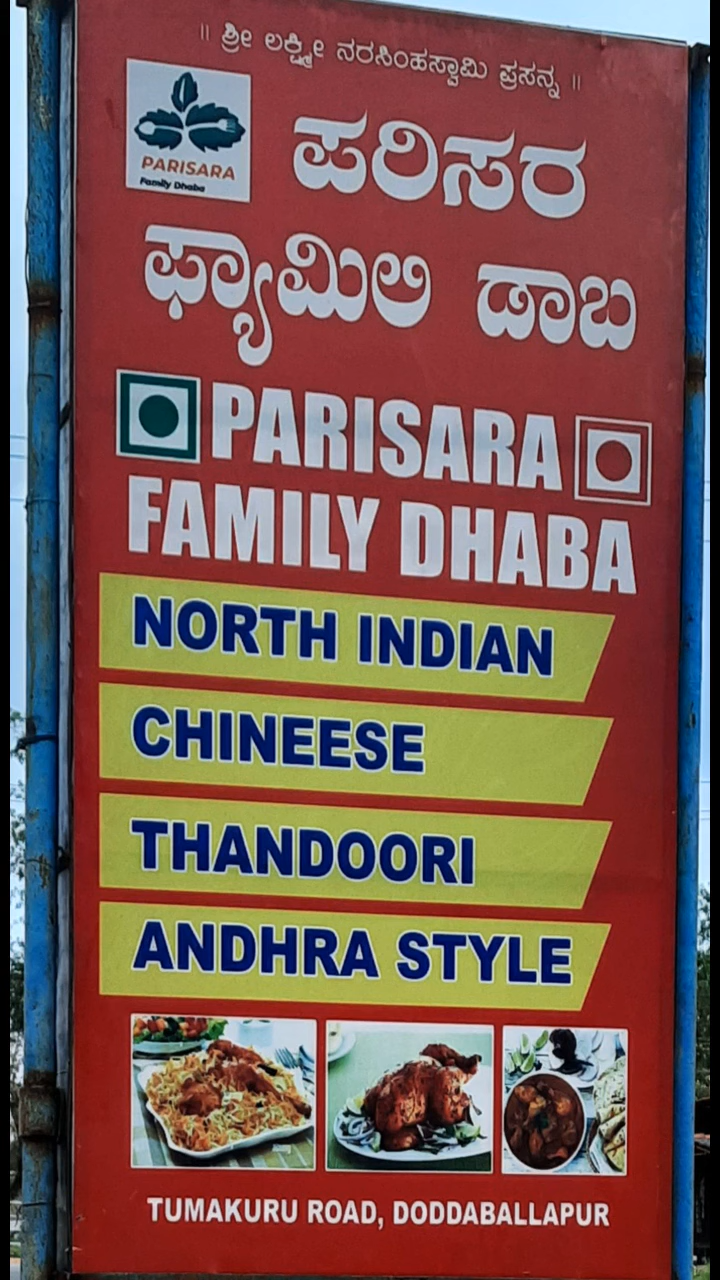 ॥ ಶ್ರೀ ಲಕ್ಷ್ಮೀ ನರಸಿಂಹಸ್ವಾಮಿ ಪ್ರಸನ್ನ ॥
PARISARA
Family Dhaba
ಪರಿಸರ
ಫ್ಯಾಮಿಲಿ ಡಾಬ
PARISARA
FAMILY DHABA
NORTH INDIAN
CHINEESE
THANDOORI
ANDHRA STYLE
TUMAKURU ROAD, DODDABALLAPUR